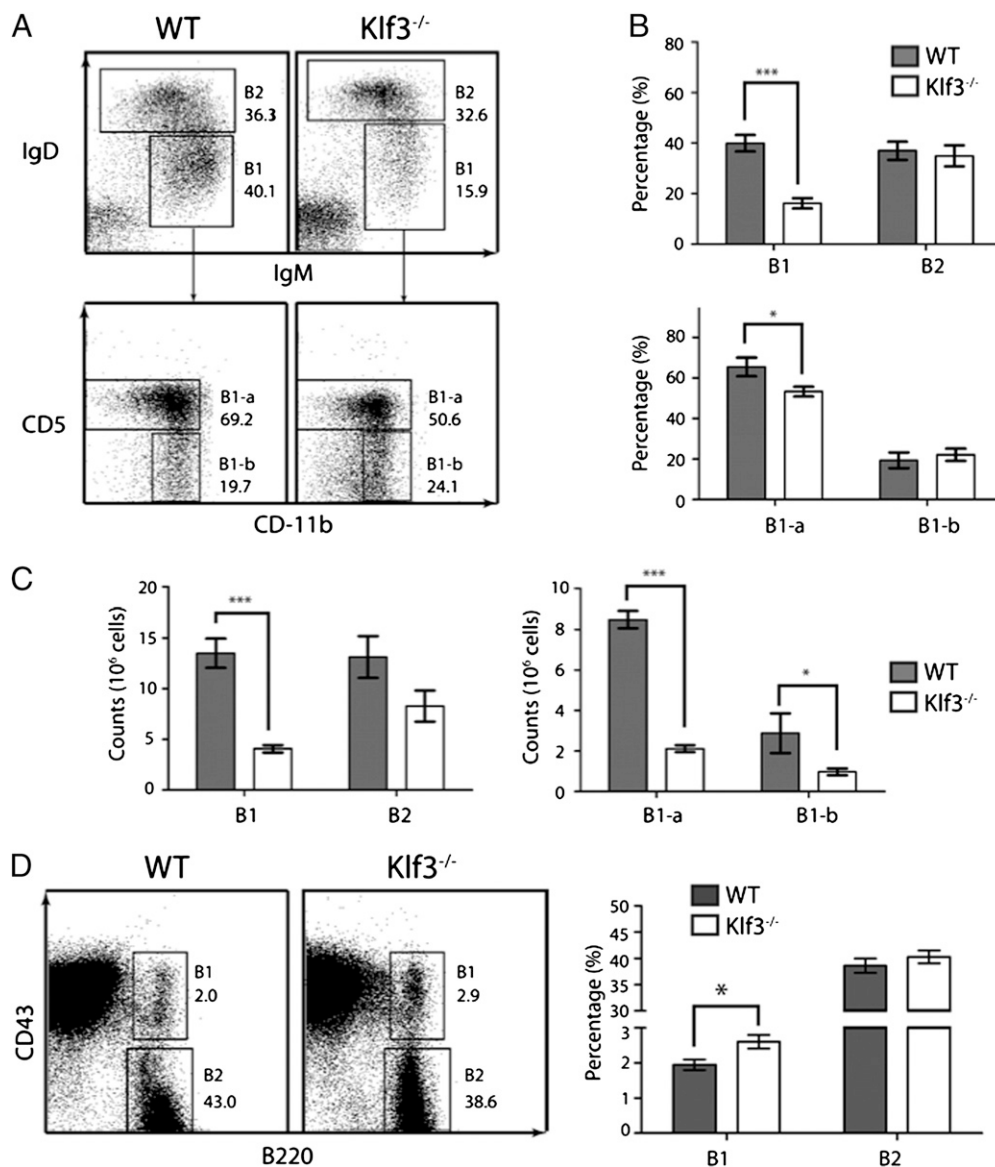 A
WT
Klf3-/-
IgD
B2
36.3
B1
40.1
B2
32.6
B1
15.9
IgM
CD5
B1-a
69.2
B1-b
19.7
B1-a
50.6
B1-b
24.1
CD-11b
B
WT
Klf3-/-
Percentage (%)
80
60
40
20
0
***
B1
B2
Percentage (%)
80
60
40
20
0
*
B1-a
B1-b
C
Counts (10⁶ cells)
20
15
10
5
0
***
B1
B2
Counts (10⁶ cells)
10
8
6
4
2
0
***
*
B1-a
B1-b
WT
Klf3-/-
D
WT
Klf3-/-
CD43
B1
2.0
B2
43.0
B1
2.9
B2
38.6
B220
WT
Klf3-/-
Percentage (%)
50
45
40
35
30
3
2
1
0
*
B1
B2